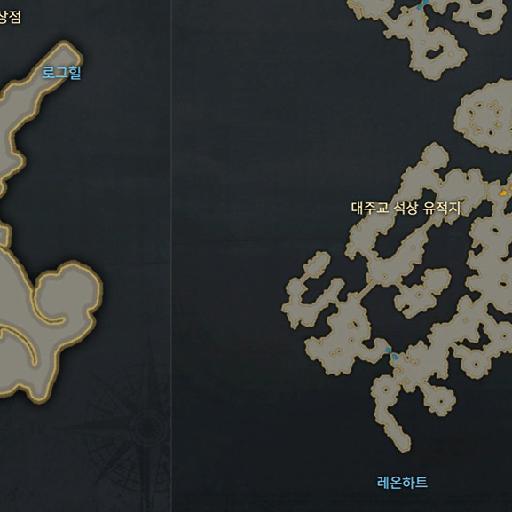 상점
로그힐
대주교 석상 유적지
레온하트